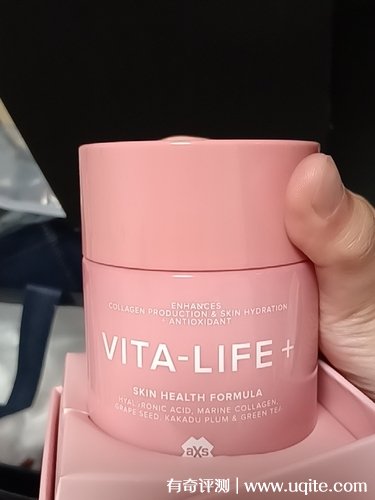 ENHANCES
COLLAGEN PRODUCTION & SKIN HYDRATION
+ ANTIOXIDANT
VITA-LIFE +
SKIN HEALTH FORMULA
HYALURONIC ACID, MARINE COLLAGEN,
GRAPE SEED, KAKADU PLUM & GREEN TEA
aXs
有奇评测 | www.uqite.com